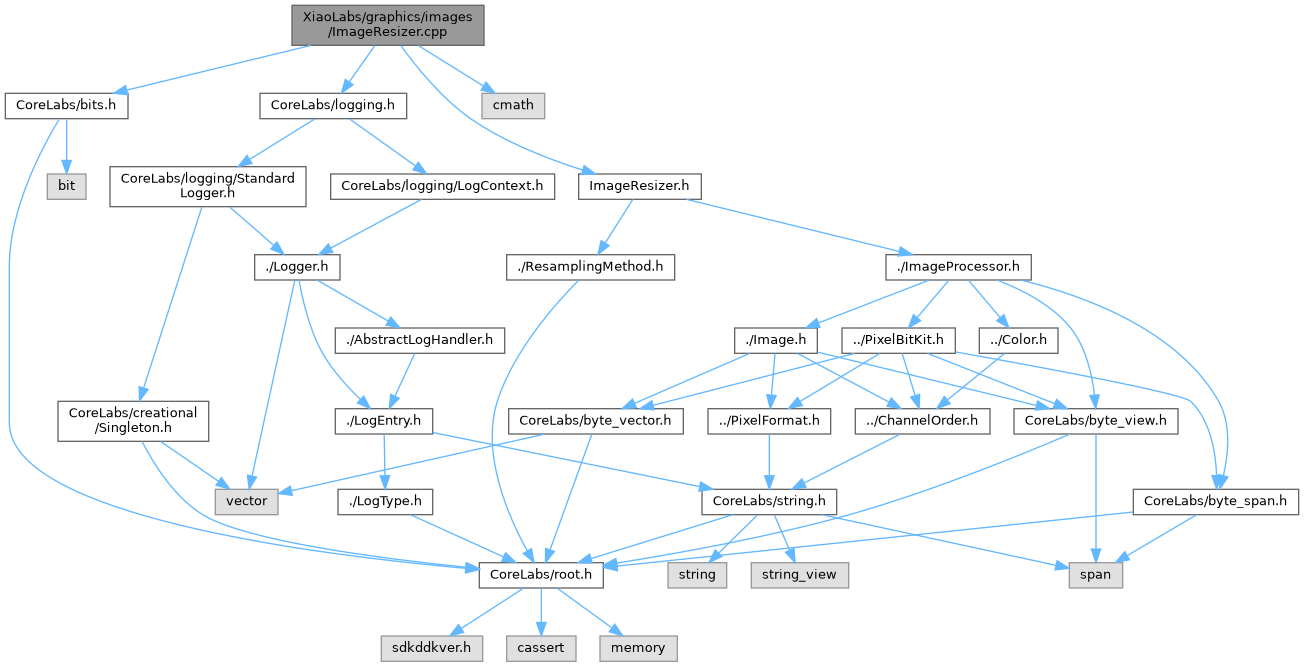 XiaoLabs/graphics/images
/ImageResizer.cpp
CoreLabs/bits.h
CoreLabs/logging.h
cmath
bit
CoreLabs/logging/Standard
Logger.h
CoreLabs/logging/LogContext.h
ImageResizer.h
./Logger.h
./ResamplingMethod.h
./ImageProcessor.h
./AbstractLogHandler.h
./Image.h
../PixelBitKit.h
../Color.h
CoreLabs/creational
/Singleton.h
./LogEntry.h
CoreLabs/byte_vector.h
../PixelFormat.h
../ChannelOrder.h
CoreLabs/byte_view.h
vector
./LogType.h
CoreLabs/string.h
CoreLabs/byte_span.h
CoreLabs/root.h
string
string_view
span
sdkddkver.h
cassert
memory